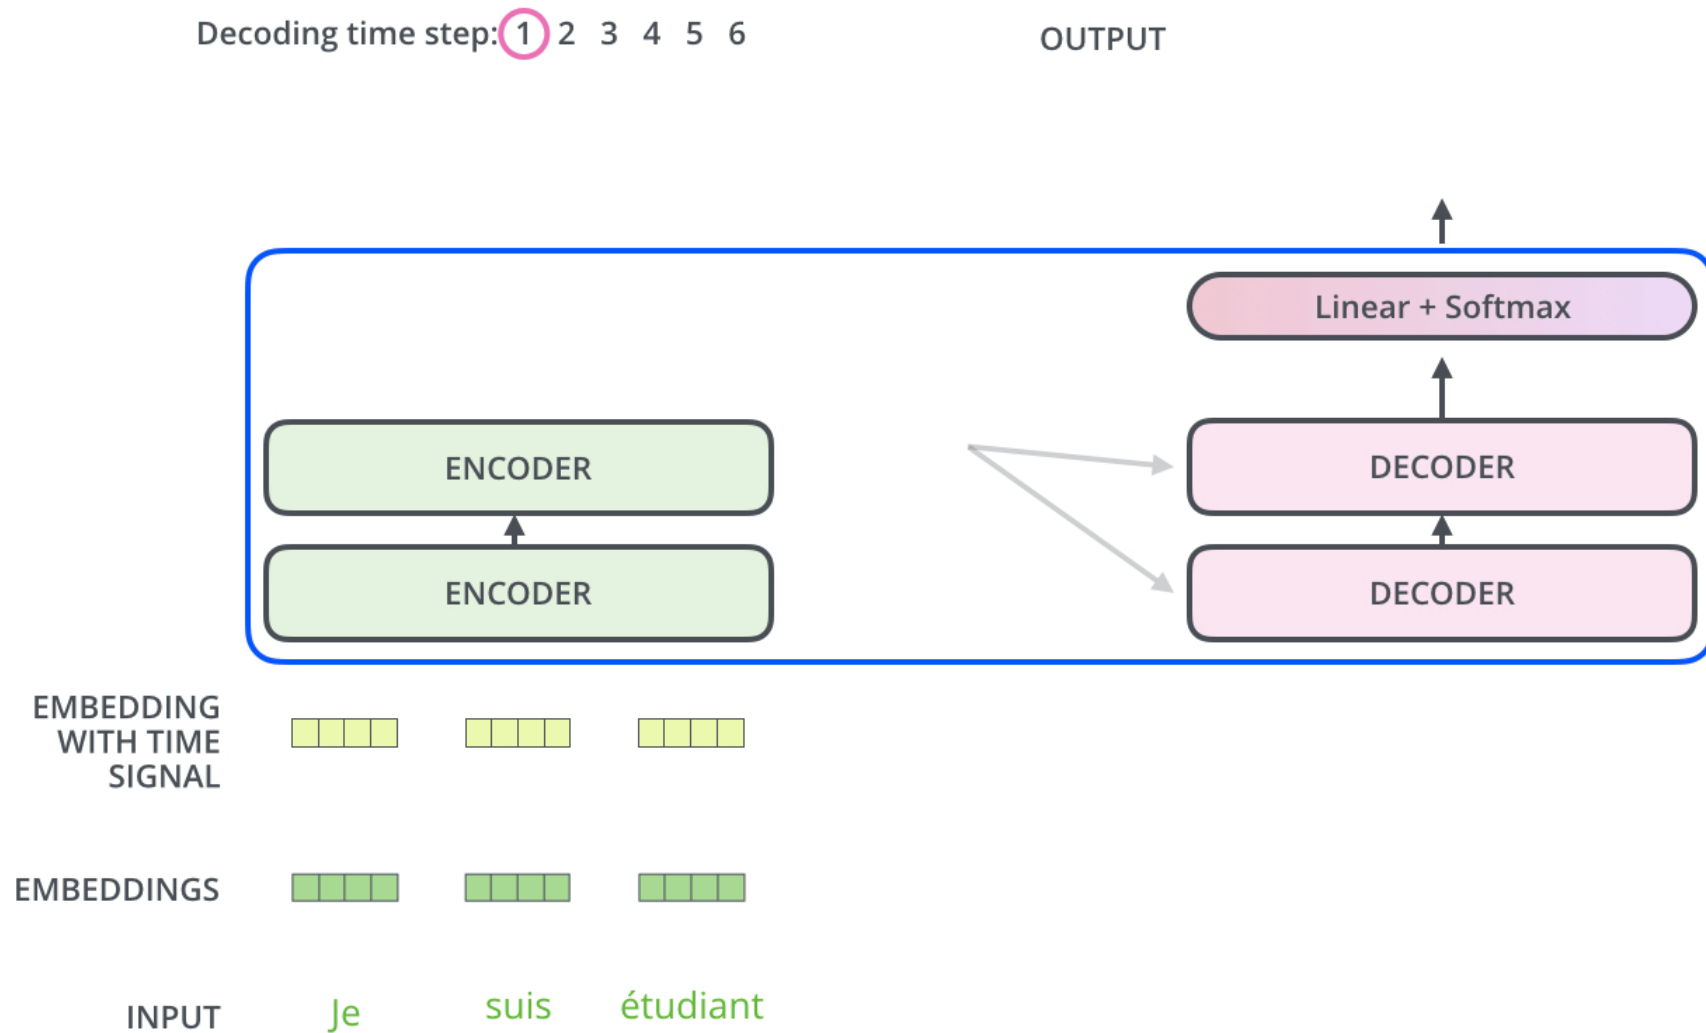 Decoding time step: 1 2 3 4 5 6
OUTPUT
Linear + Softmax
ENCODER
DECODER
ENCODER
DECODER
EMBEDDING
WITH TIME
SIGNAL
EMBEDDINGS
INPUT Je suis étudiant